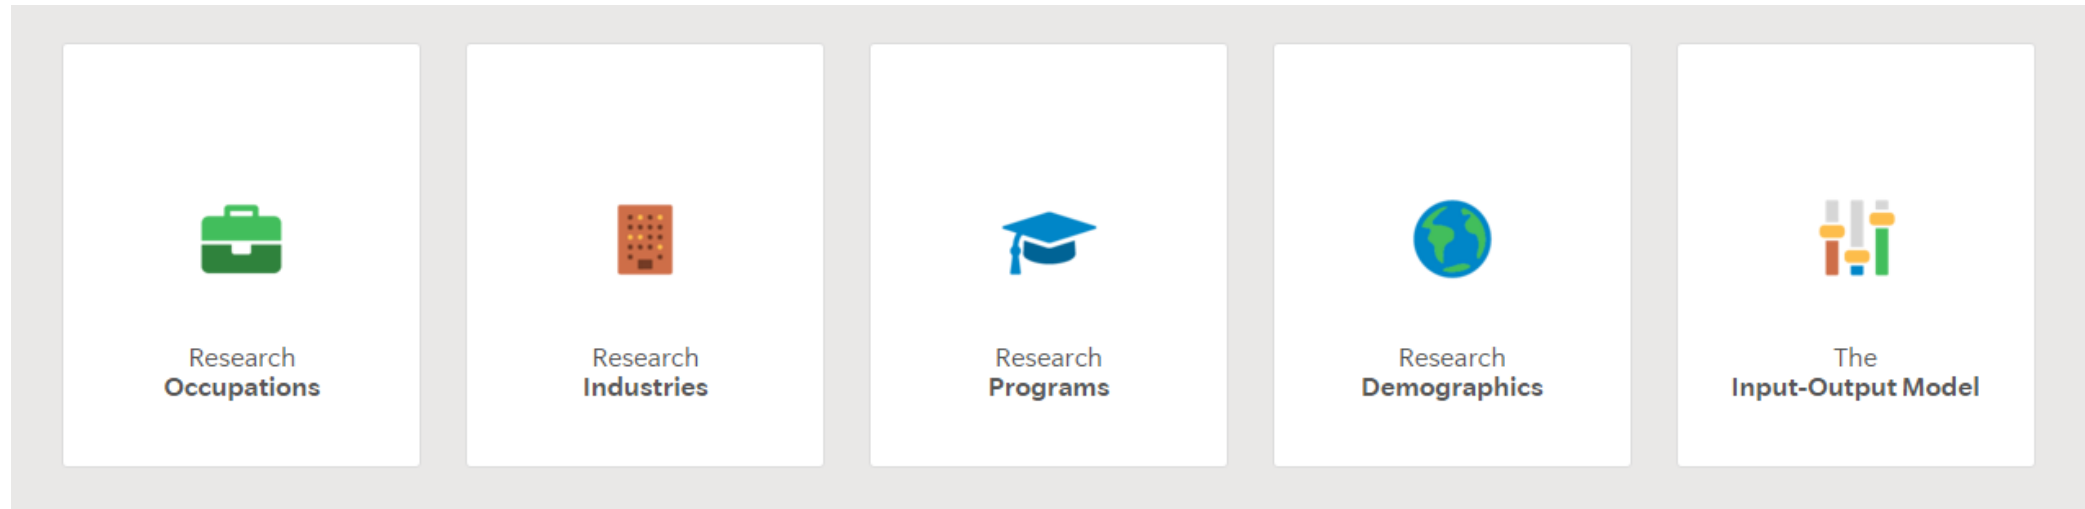 Research
Occupations
Research
Industries
Research
Programs
Research
Demographics
The
Input-Output Model